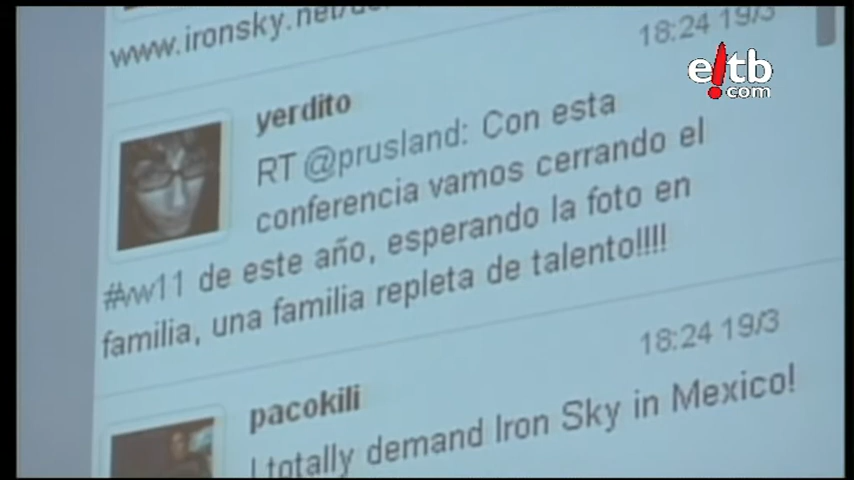 www.ironsky.net/
18:24 19/3
e!tb
.com
yerdito
RT @prusland: Con esta
conferencia vamos cerrando el
#vw11 de este año, esperando la foto en
familia, una familia repleta de talento!!!!
18:24 19/3
pacokili
I totally demand Iron Sky in Mexico!